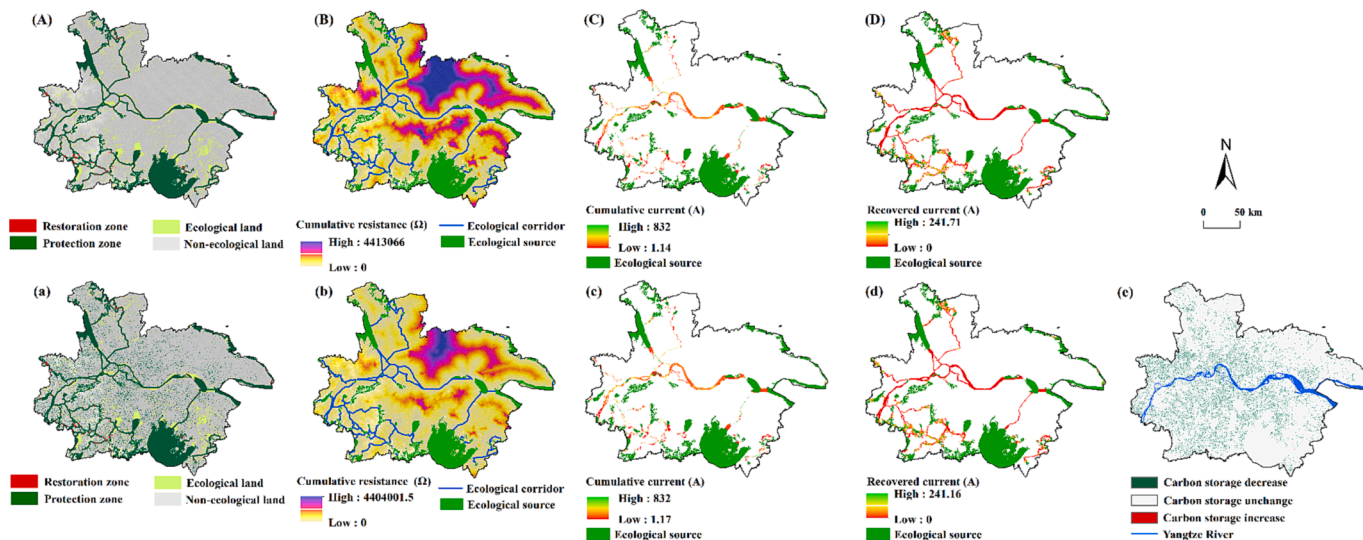 (A)
(B)
(C)
(D)
N
0 50 km
Restoration zone
Ecological land
Protection zone
Non-ecological land
Cumulative resistance (Ω)
High : 4413066
Low : 0
Ecological corridor
Ecological source
Cumulative current (A)
High : 832
Low : 1.14
Ecological source
Recovered current (A)
High : 241.71
Low : 0
Ecological source
(a)
(b)
(c)
(d)
(e)
Restoration zone
Ecological land
Protection zone
Non-ecological land
Cumulative resistance (Ω)
High : 4404001.5
Low : 0
Ecological corridor
Ecological source
Cumulative current (A)
High : 832
Low : 1.17
Ecological source
Recovered current (A)
High : 241.16
Low : 0
Ecological source
Carbon storage decrease
Carbon storage unchange
Carbon storage increase
Yangtze River